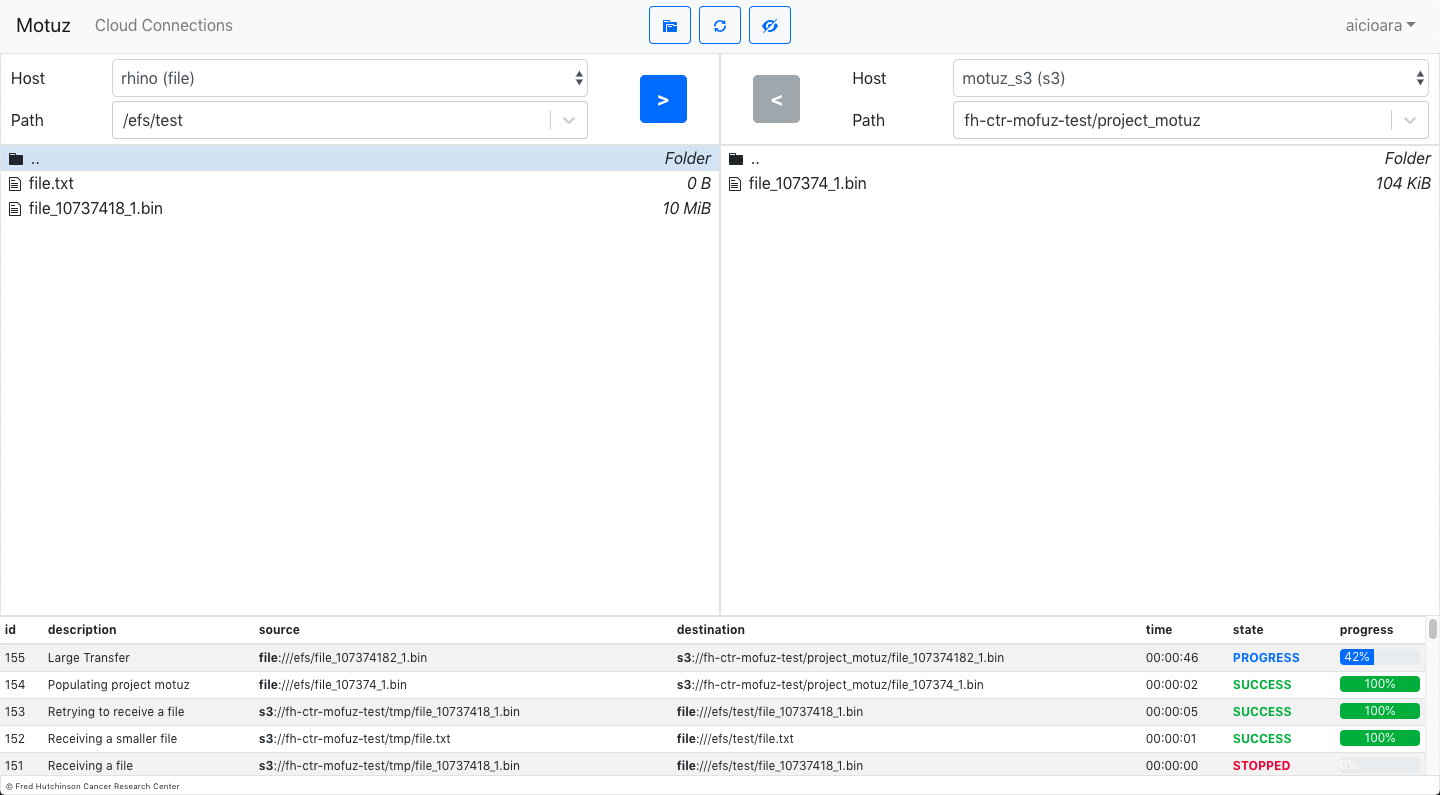 Motuz Cloud Connections aicioara
Host rhino (file) > < Host motuz_s3 (s3)
Path /efs/test Path fh-ctr-mofuz-test/project_motuz
.. Folder .. Folder
file.txt 0 B file_107374_1.bin 104 KiB
file_10737418_1.bin 10 MiB
id description source destination time state progress
155 Large Transfer file:///efs/file_107374182_1.bin s3://fh-ctr-mofuz-test/project_motuz/file_107374182_1.bin 00:00:46 PROGRESS 42%
154 Populating project motuz file:///efs/file_107374_1.bin s3://fh-ctr-mofuz-test/project_motuz/file_107374_1.bin 00:00:02 SUCCESS 100%
153 Retrying to receive a file s3://fh-ctr-mofuz-test/tmp/file_10737418_1.bin file:///efs/test/file_10737418_1.bin 00:00:05 SUCCESS 100%
152 Receiving a smaller file s3://fh-ctr-mofuz-test/tmp/file.txt file:///efs/test/file.txt 00:00:01 SUCCESS 100%
151 Receiving a file s3://fh-ctr-mofuz-test/tmp/file_10737418_1.bin file:///efs/test/file_10737418_1.bin 00:00:00 STOPPED 0%
© Fred Hutchinson Cancer Research Center